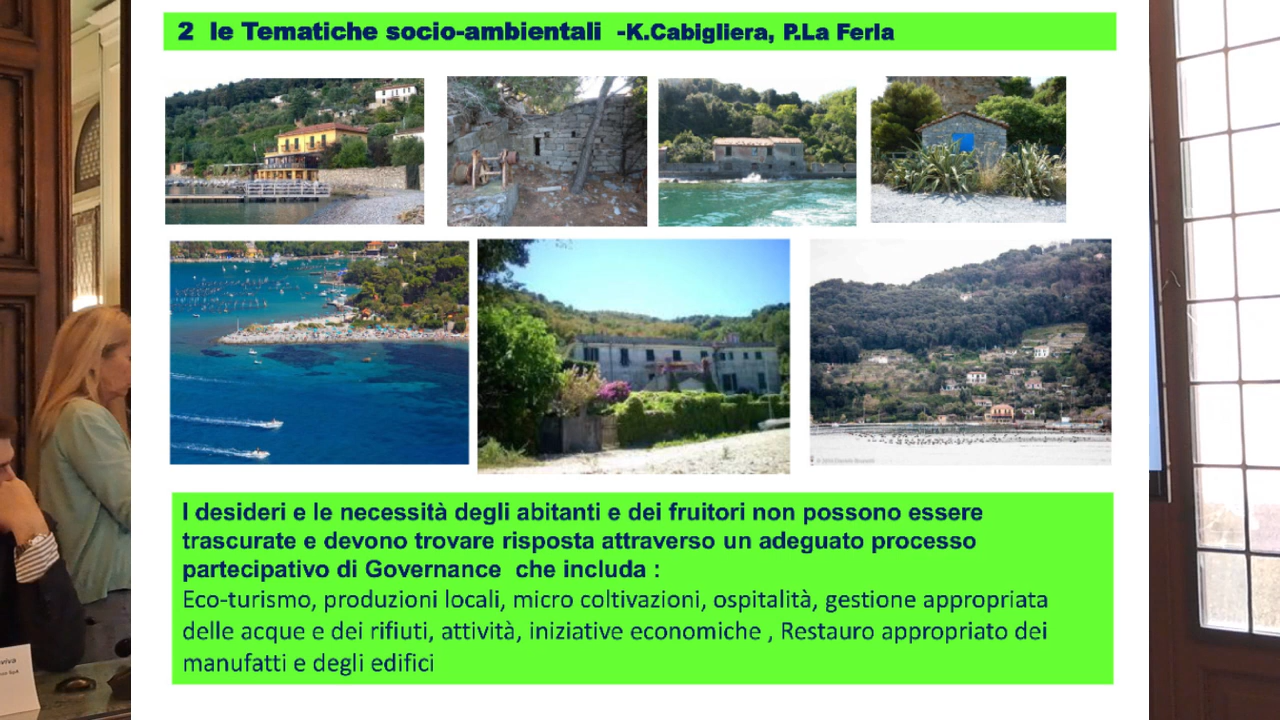 2 le Tematiche socio-ambientali -K.Cabigliera, P.La Ferla
I desideri e le necessità degli abitanti e dei fruitori non possono essere
trascurate e devono trovare risposta attraverso un adeguato processo
partecipativo di Governance che includa :
Eco-turismo, produzioni locali, micro coltivazioni, ospitalità, gestione appropriata
delle acque e dei rifiuti, attività, iniziative economiche , Restauro appropriato dei
manufatti e degli edifici
viva